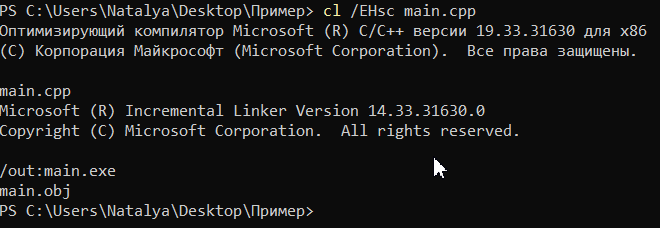 PS C:\Users\Natalya\Desktop\Пример> cl /EHsc main.cpp
Оптимизирующий компилятор Microsoft (R) C/C++ версии 19.33.31630 для x86
(C) Корпорация Майкрософт (Microsoft Corporation).  Все права защищены.
main.cpp
Microsoft (R) Incremental Linker Version 14.33.31630.0
Copyright (C) Microsoft Corporation.  All rights reserved.
/out:main.exe
main.obj
PS C:\Users\Natalya\Desktop\Пример>